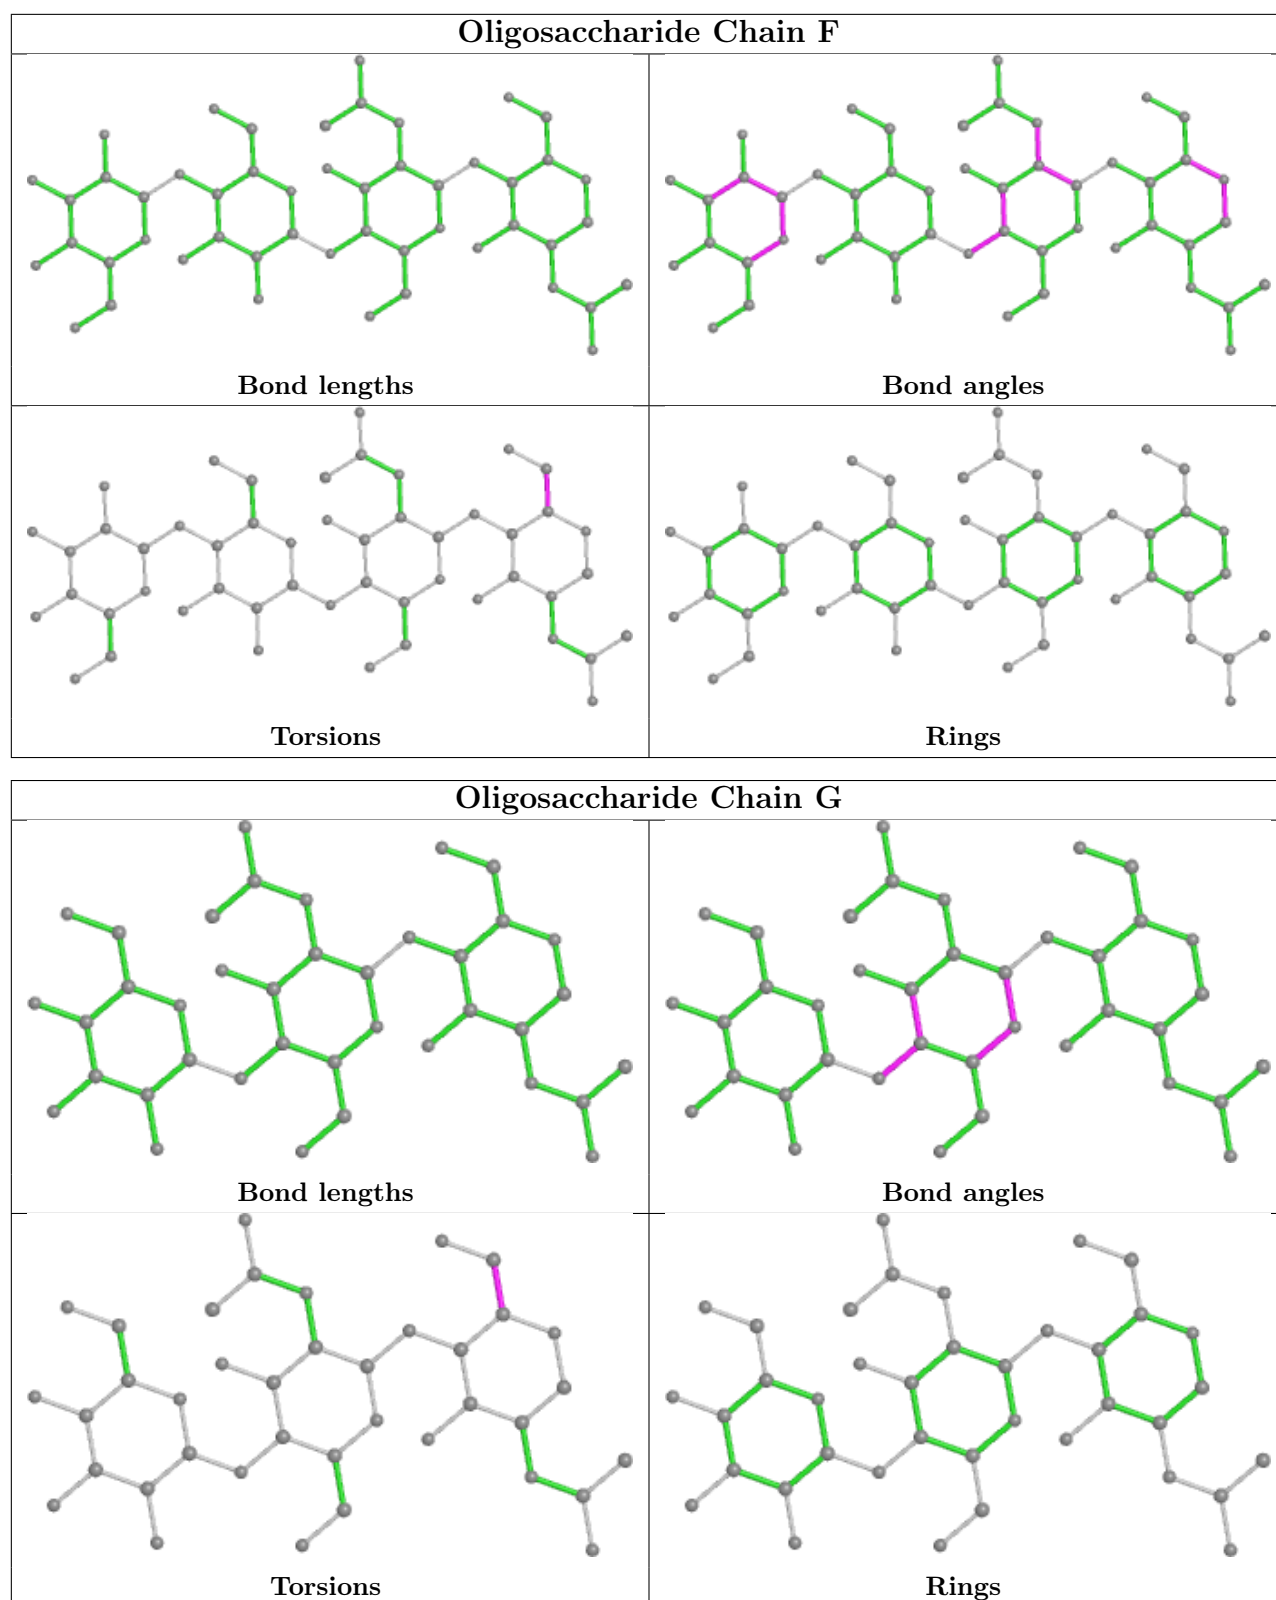 Oligosaccharide Chain F
Bond lengths
Bond angles
Torsions
Rings
Oligosaccharide Chain G
Bond lengths
Bond angles
Torsions
Rings